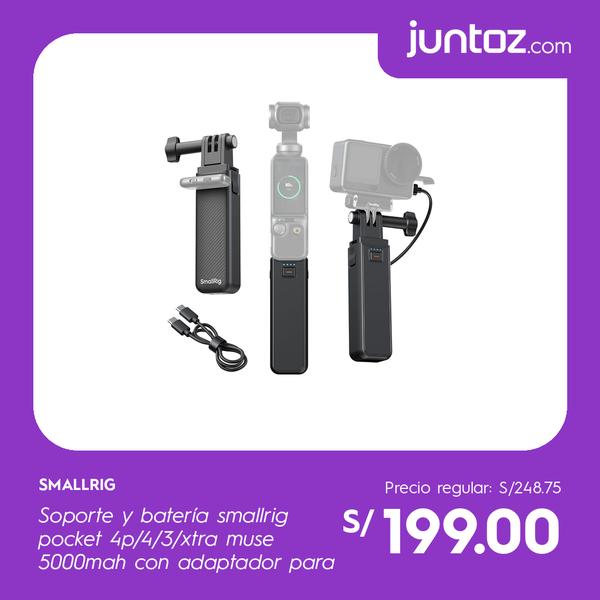 juntoz.com
SmallRig
SMALLRIG
Soporte y batería smallrig
pocket 4p/4/3/xtra muse
5000mah con adaptador para
Precio regular: S/248.75
S/199.00